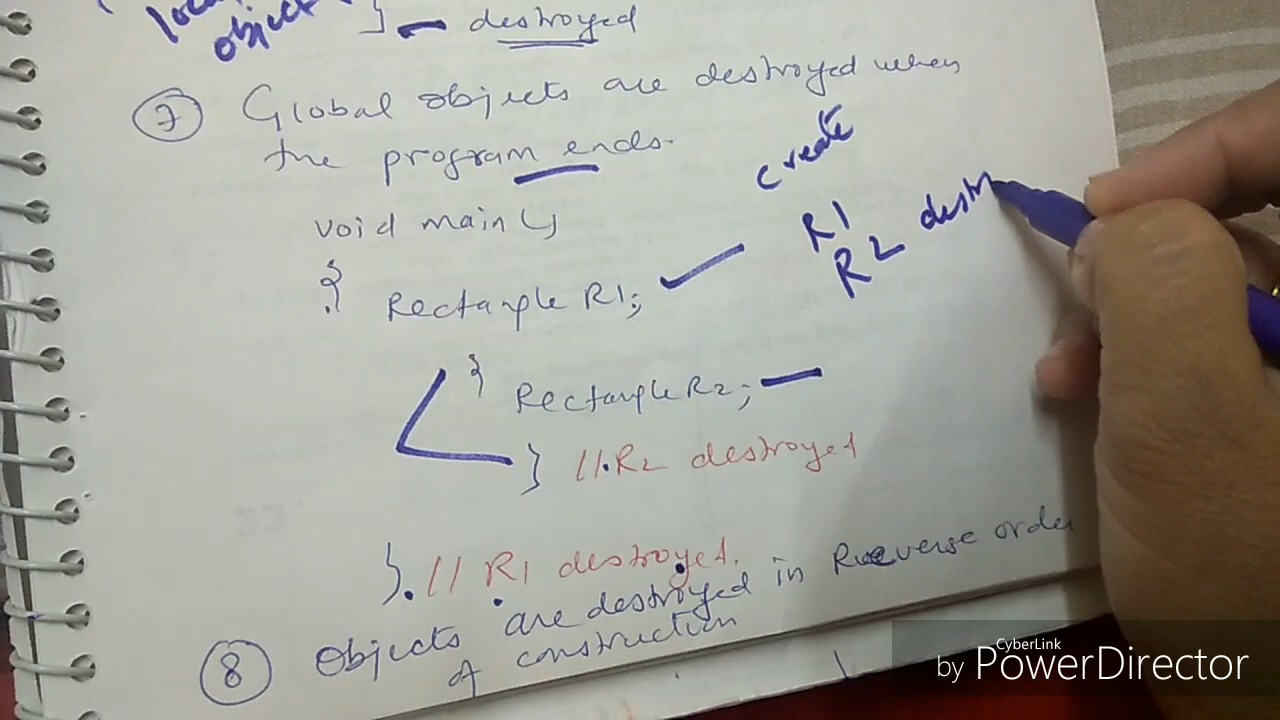 object } — destroyed
7 Global objects are destroyed when
the program ends.
void main()
{
Rectangle R1;
{
Rectangle R2;
} // R2 destroyed
} // R1 destroyed.
8 Objects are destroyed in Reverse order
of construction
create
R1
R2 destr
CyberLink
by PowerDirector